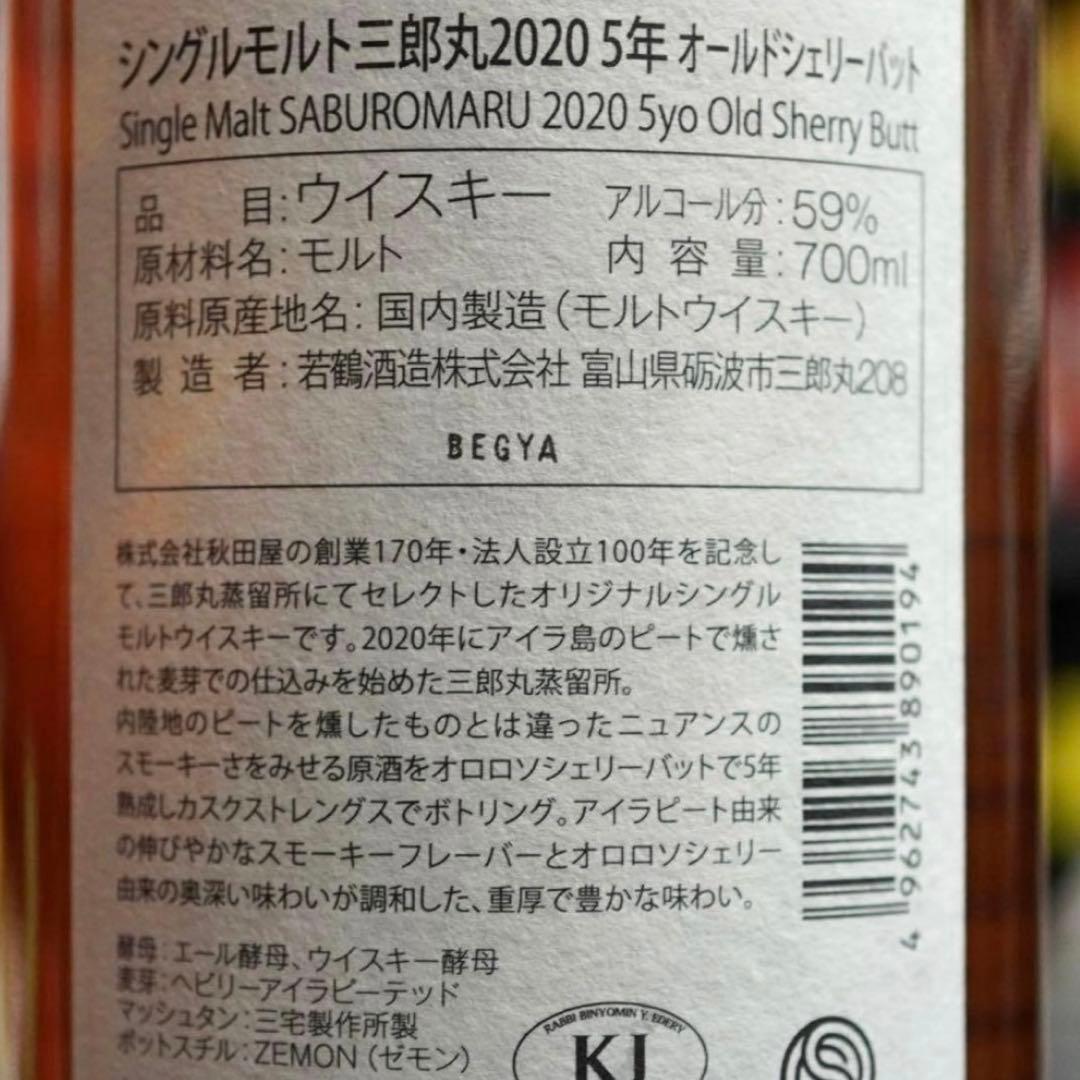 シングルモルト三郎丸2020 5年 オールドシェリーバット
Single Malt SABUROMARU 2020 5yo Old Sherry Butt
品 目:ウイスキー アルコール分:59%
原材料名:モルト 内 容 量:700ml
原料原産地名:国内製造(モルトウイスキー)
製 造 者:若鶴酒造株式会社 富山県砺波市三郎丸208
BEGYA
株式会社秋田屋の創業170年・法人設立100年を記念し
て、三郎丸蒸留所にてセレクトしたオリジナルシングル
モルトウイスキーです。2020年にアイラ島のピートで燻さ
れた麦芽での仕込みを始めた三郎丸蒸留所。
内陸地のピートを燻したものとは違ったニュアンスの
スモーキーさをみせる原酒をオロロソシェリーバットで5年
熟成しカスクストレングスでボトリング。アイラピート由来
の伸びやかなスモーキーフレーバーとオロロソシェリー
由来の奥深い味わいが調和した、重厚で豊かな味わい。
4 962743 890194
酵母:エール酵母、ウイスキー酵母
麦芽:ヘビリーアイラピーテッド
マッシュタン:三宅製作所製
ポットスチル:ZEMON(ゼモン)
RABBI BINYOMIN Y. EDERY
KJ